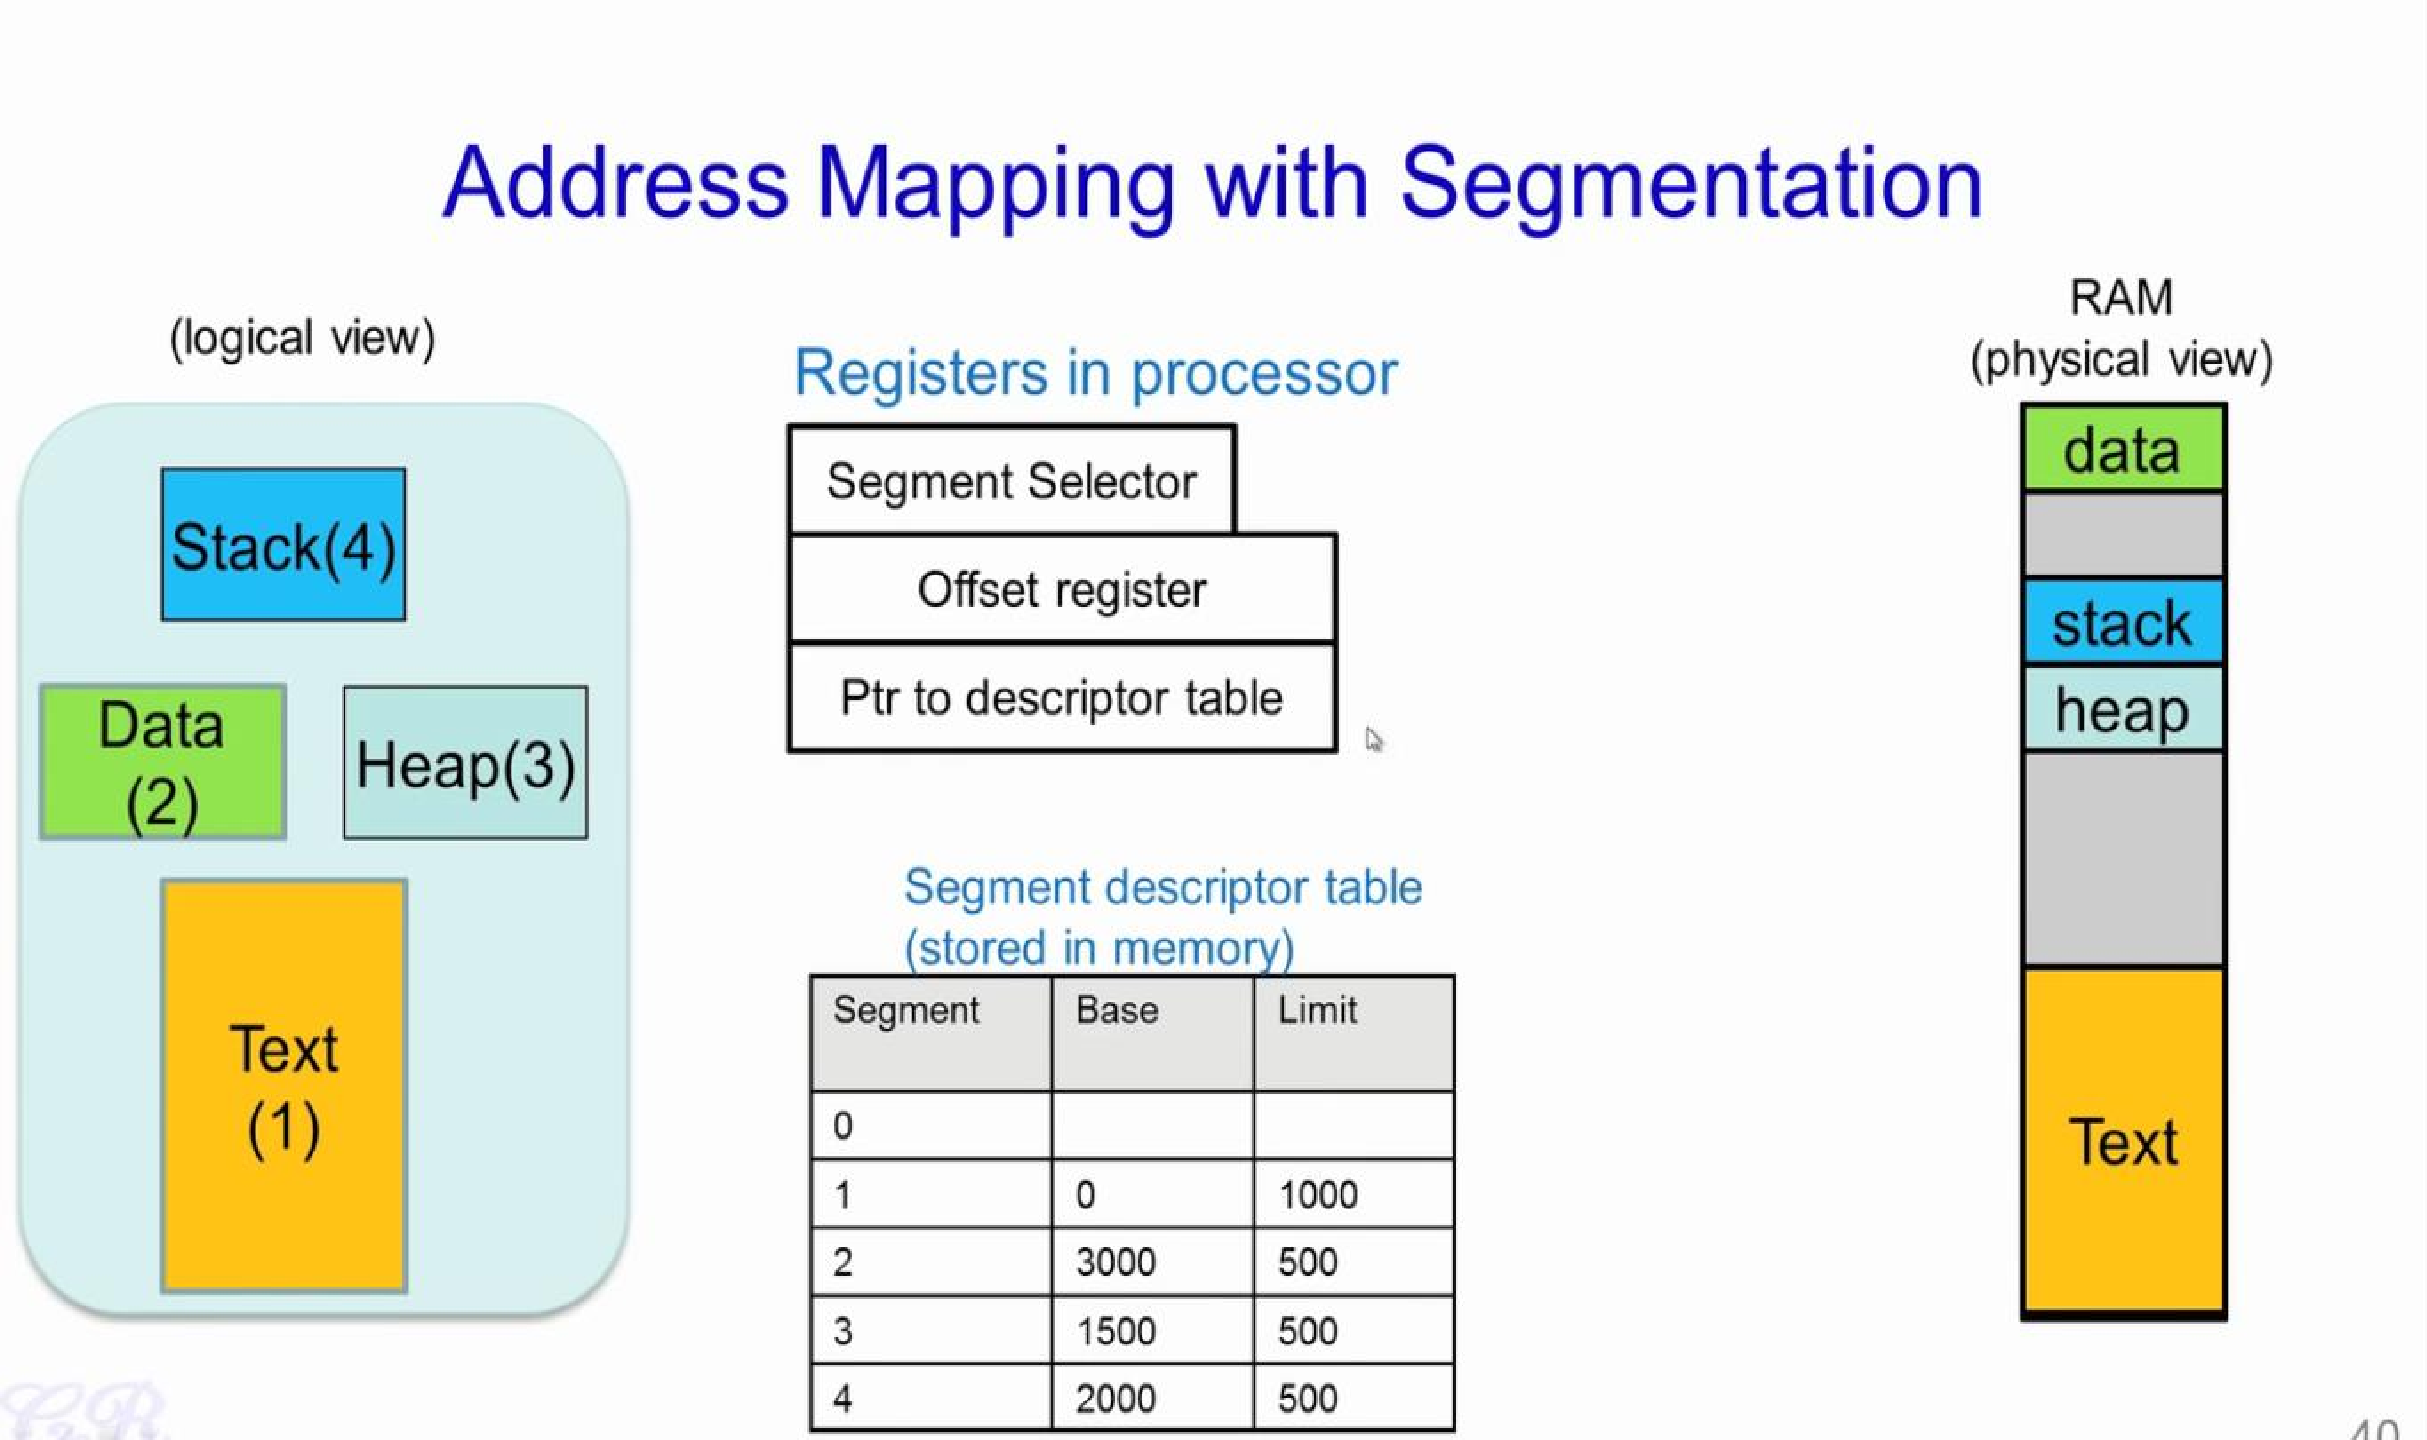 Address Mapping with Segmentation
(logical view)
Stack(4)
Data
(2)
Heap(3)
Text
(1)
Registers in processor
Segment Selector
Offset register
Ptr to descriptor table
Segment descriptor table
(stored in memory)
Segment Base Limit
0
1 0 1000
2 3000 500
3 1500 500
4 2000 500
RAM
(physical view)
data
stack
heap
Text